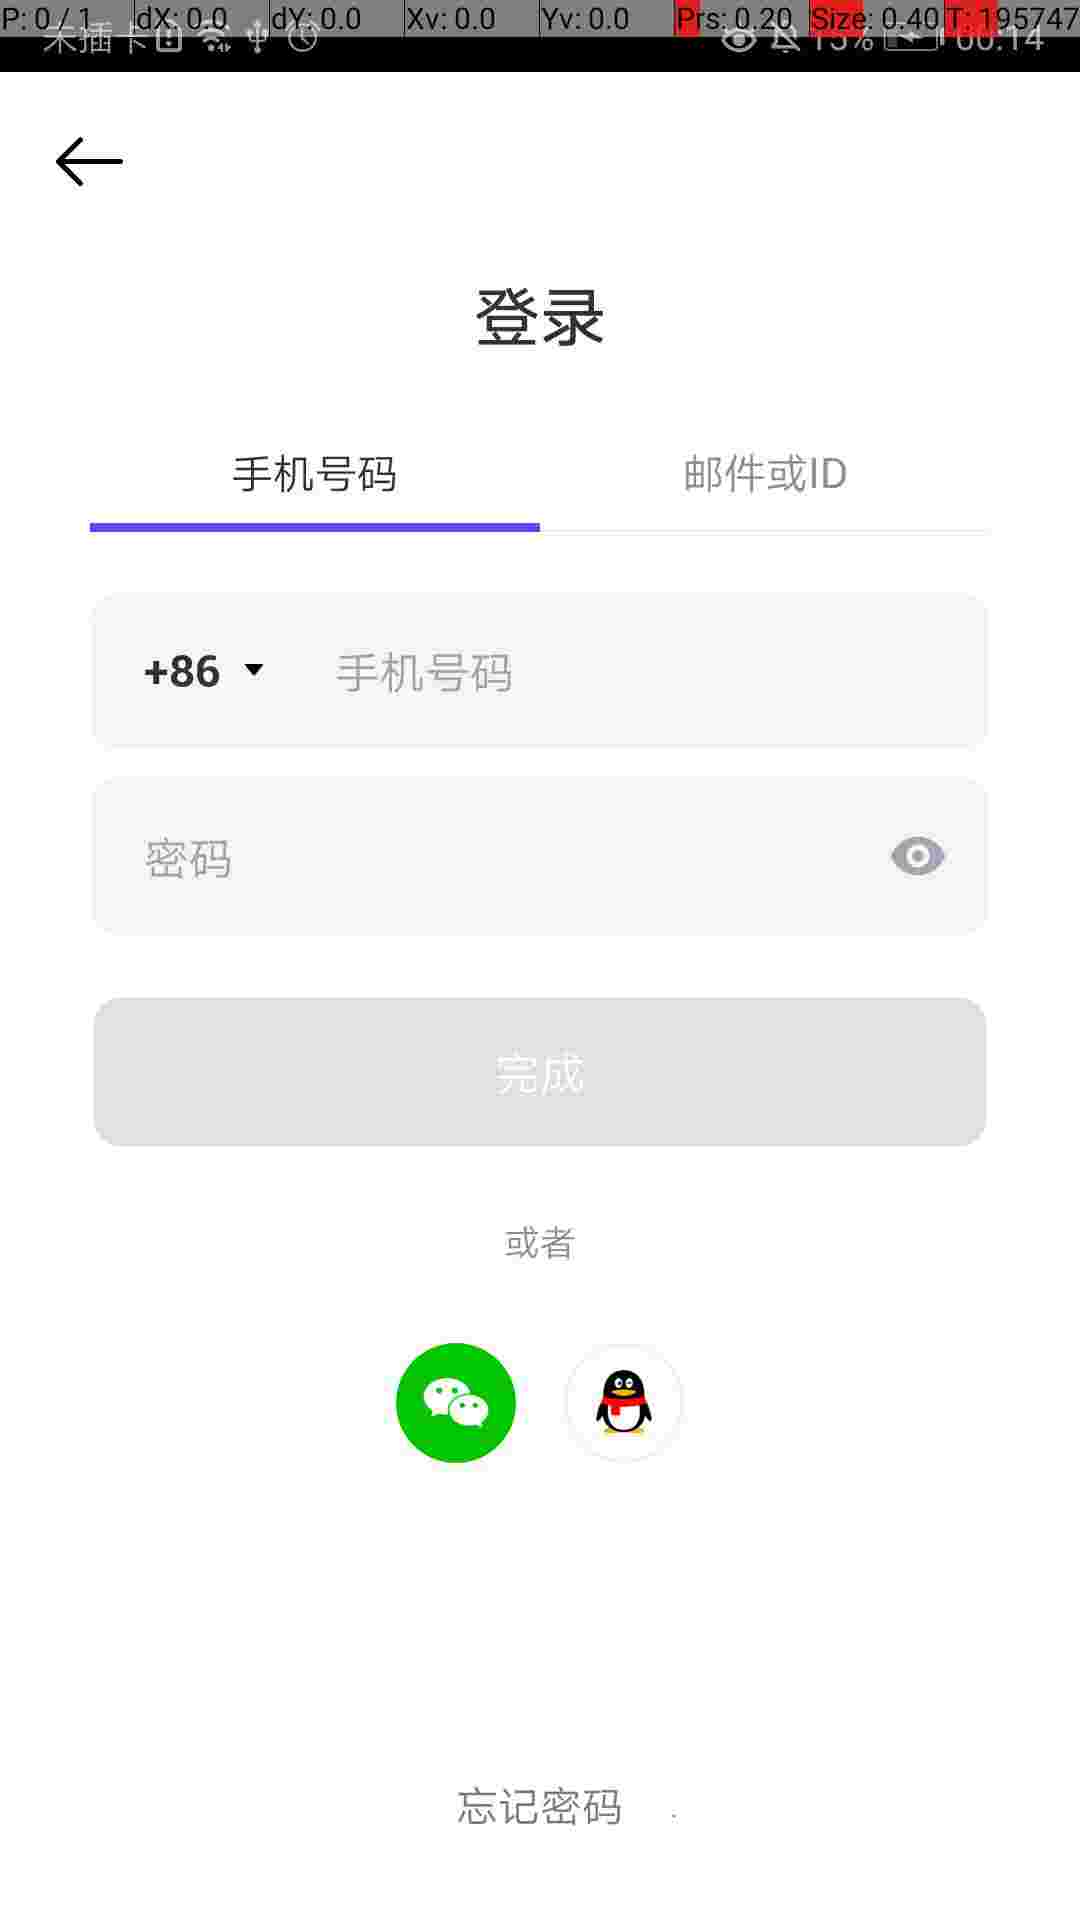 P: 0 / 1 dX: 0.0 dY: 0.0 Xv: 0.0 Yv: 0.0 Prs: 0.20 Size: 0.40 T: 195747
未插卡 15% 00:14
登录
手机号码 邮件或ID
+86 手机号码
密码
完成
或者
忘记密码